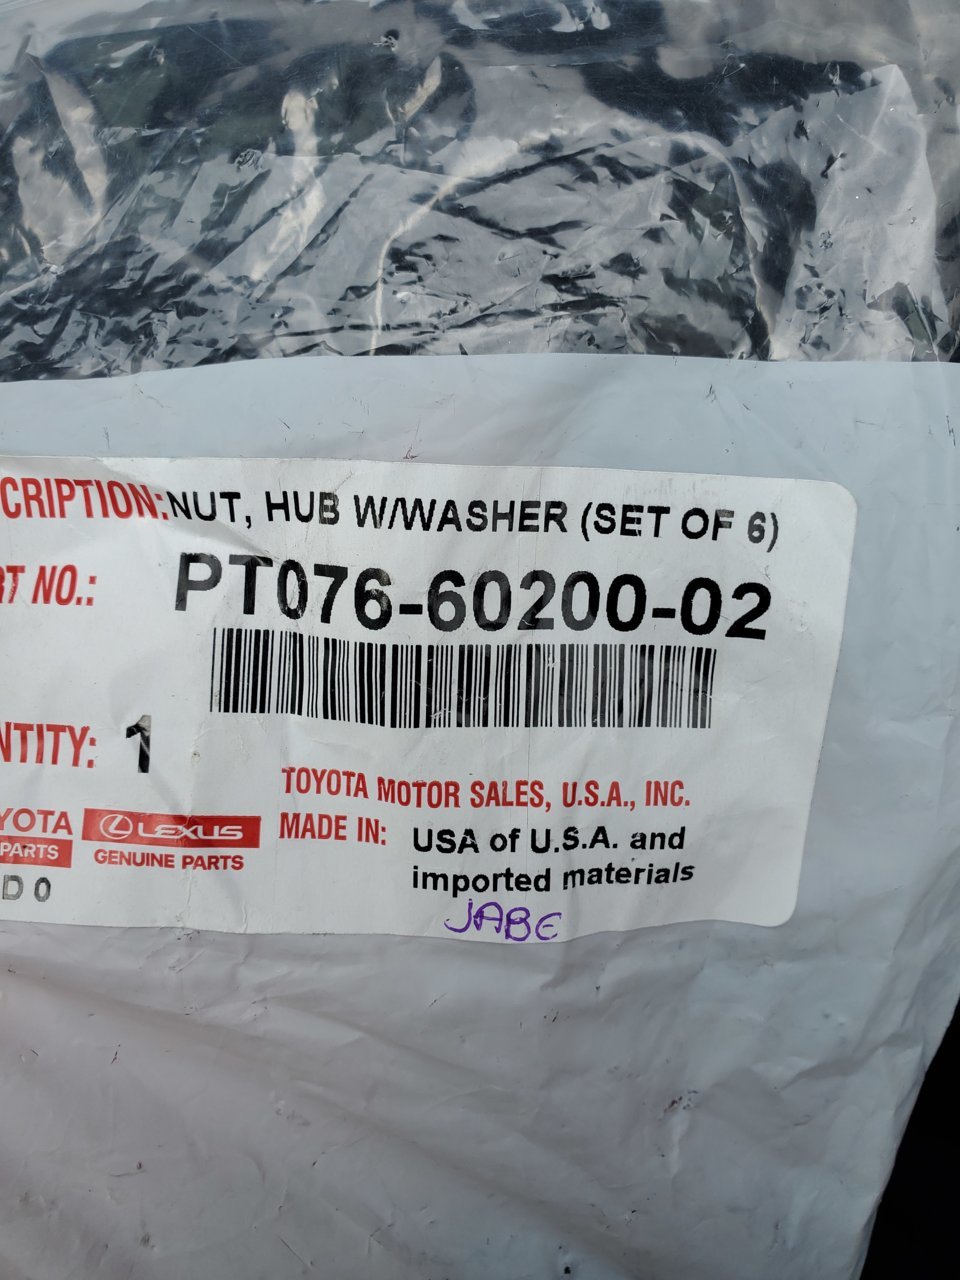 CRIPTION: NUT, HUB W/WASHER (SET OF 6)
RT NO.: PT076-60200-02
NTITY: 1
TOYOTA MOTOR SALES, U.S.A., INC.
MADE IN: USA of U.S.A. and
imported materials
YOTA LEXUS
PARTS GENUINE PARTS
D 0
JABE